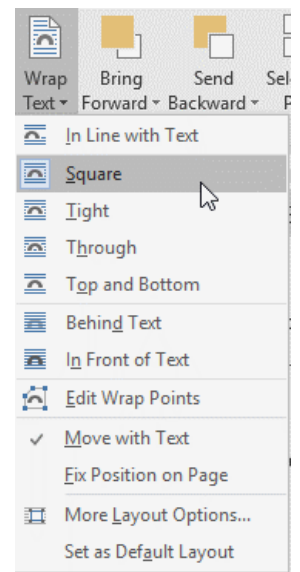 Wrap Bring Send Sel
Text Forward Backward P
In Line with Text
Square
Tight
Through
Top and Bottom
Behind Text
In Front of Text
Edit Wrap Points
Move with Text
Fix Position on Page
More Layout Options...
Set as Default Layout